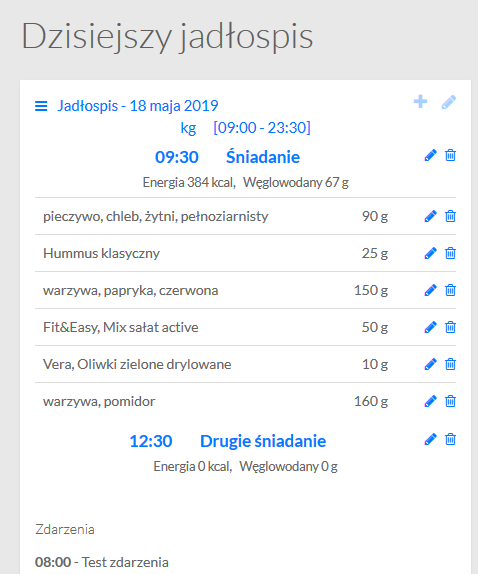 Dzisiejszy jadłospis
Jadłospis - 18 maja 2019
kg [09:00 - 23:30]
09:30 Śniadanie
Energia 384 kcal, Węglowodany 67 g
pieczywo, chleb, żytni, pełnoziarnisty 90 g
Hummus klasyczny 25 g
warzywa, papryka, czerwona 150 g
Fit&Easy, Mix sałat active 50 g
Vera, Oliwki zielone drylowane 10 g
warzywa, pomidor 160 g
12:30 Drugie śniadanie
Energia 0 kcal, Węglowodany 0 g
Zdarzenia
08:00 - Test zdarzenia